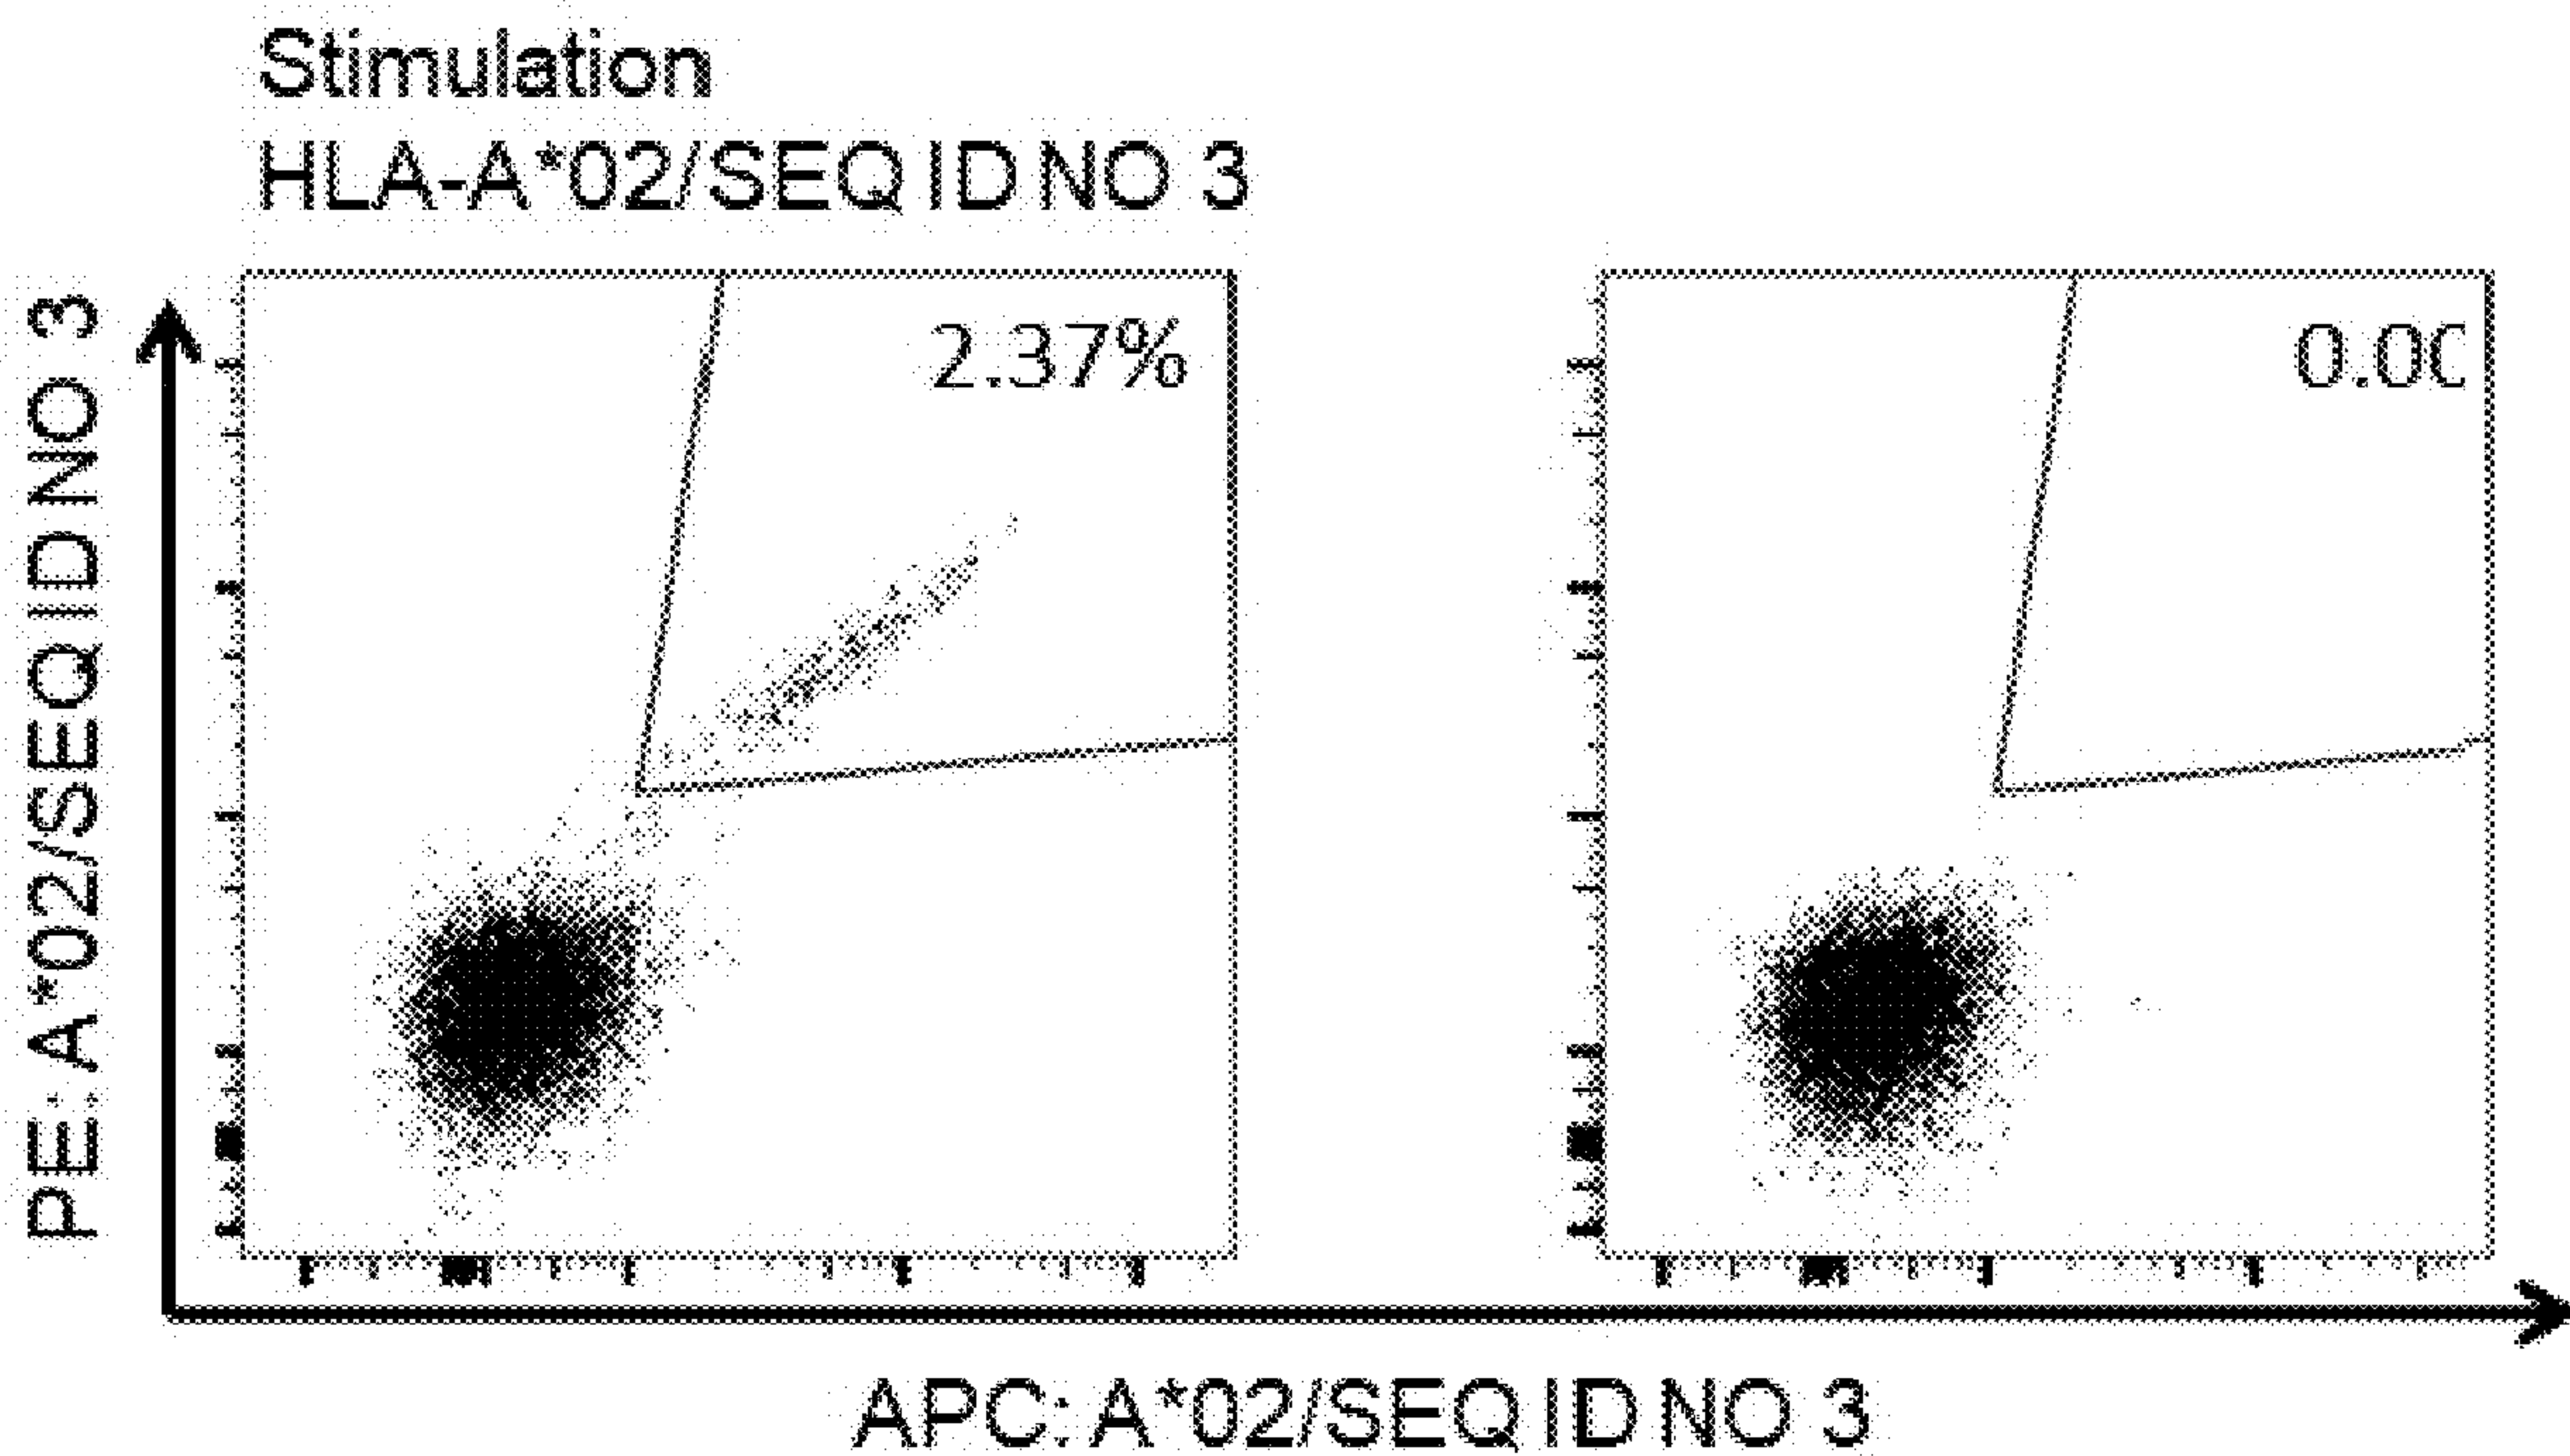 Stimulation
HLA-A*02/SEQ ID NO 3
2.37%
0.00
PE: A*02/SEQ ID NO 3
APC: A*02/SEQ ID NO 3